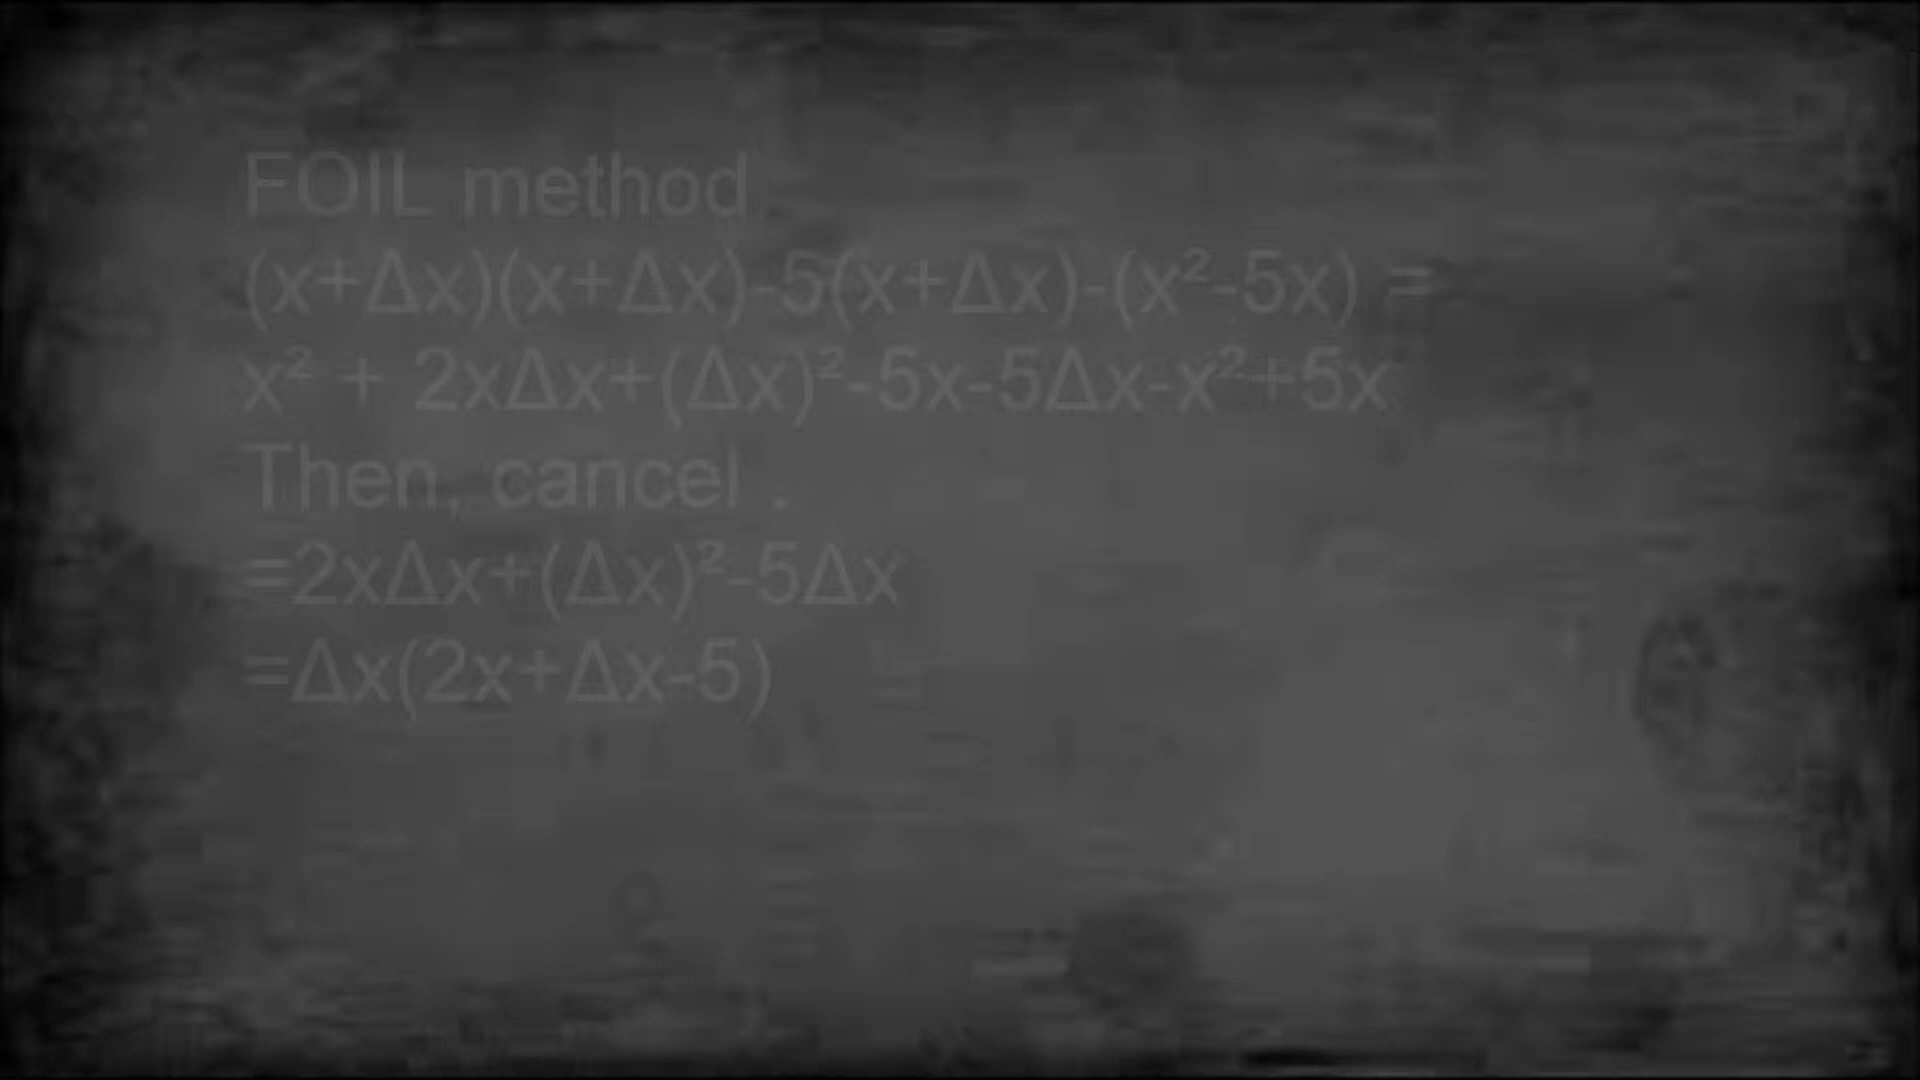 FOIL method
(x+Δx)(x+Δx)-5(x+Δx)-(x²-5x) =
x² + 2xΔx+(Δx)²-5x-5Δx-x²+5x
Then, cancel .
=2xΔx+(Δx)²-5Δx
=Δx(2x+Δx-5)